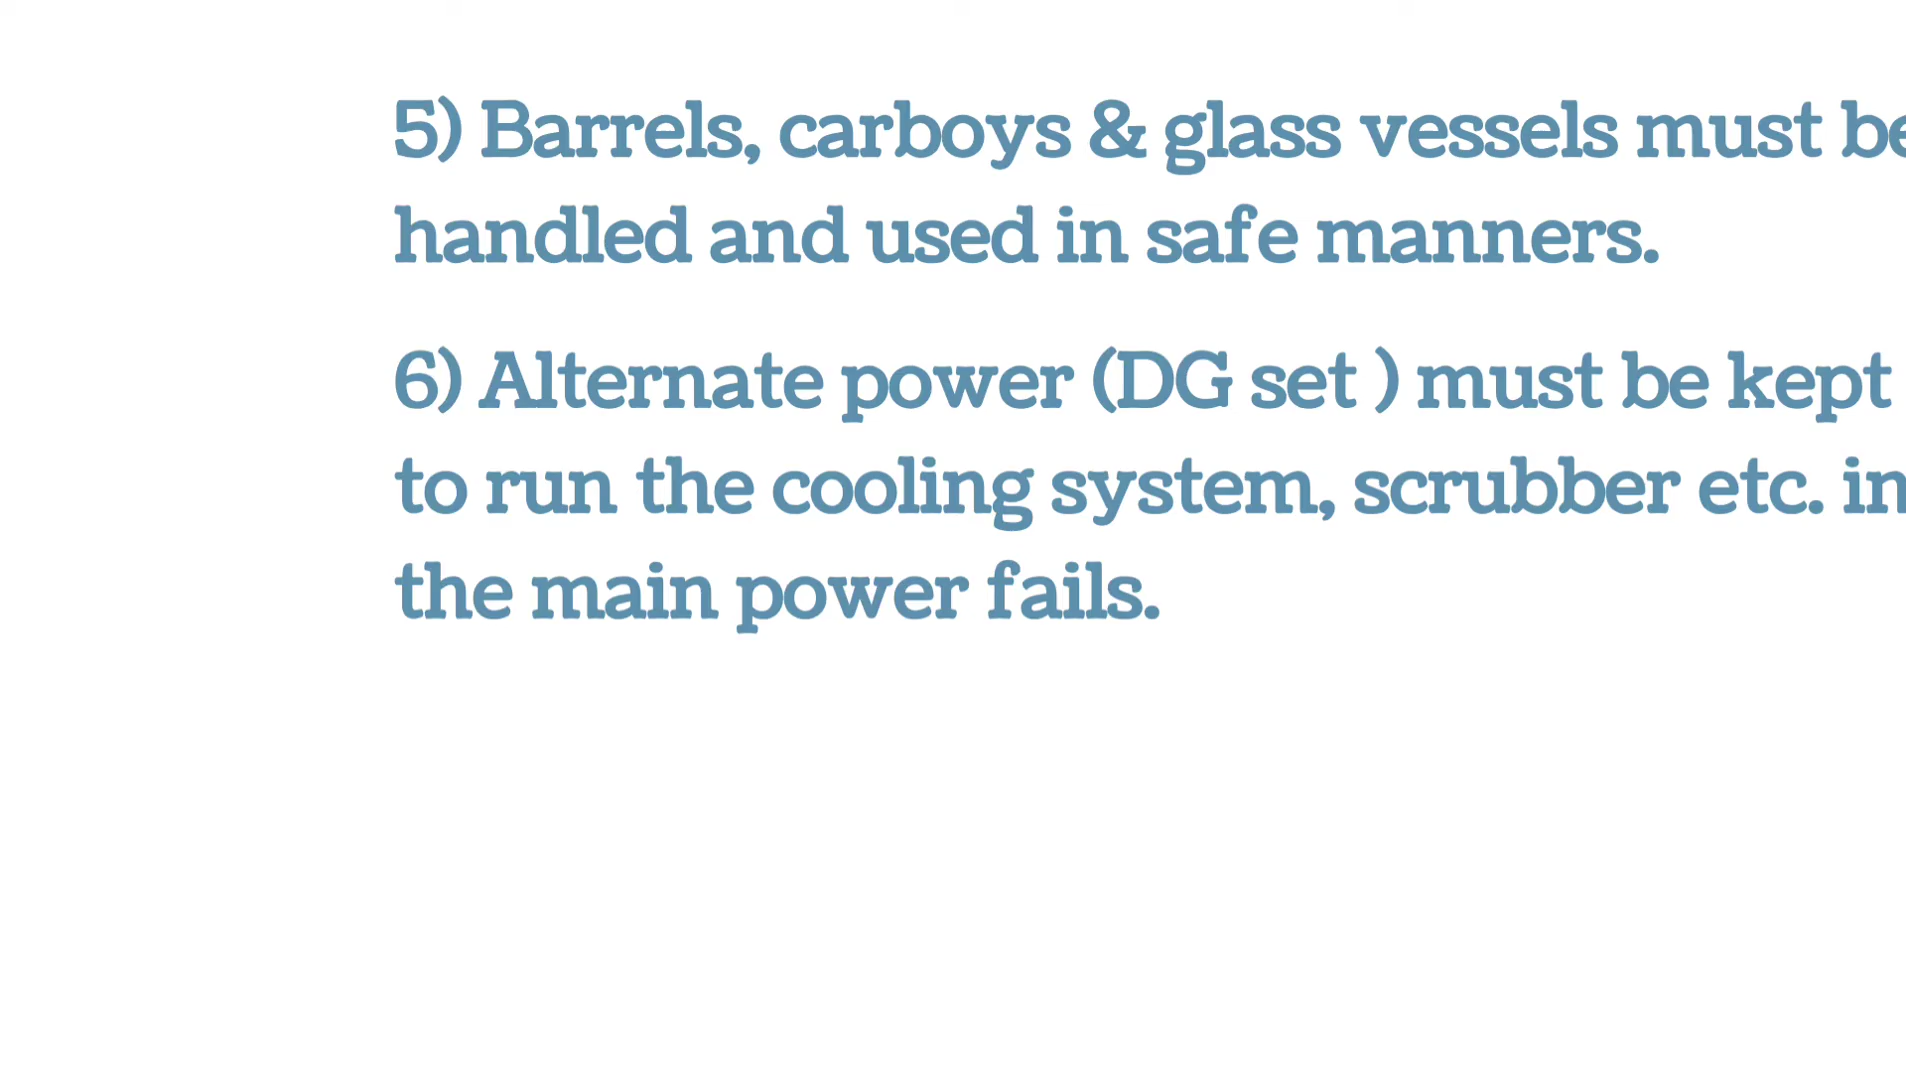 5) Barrels, carboys & glass vessels must be
handled and used in safe manners.
6) Alternate power (DG set ) must be kept
to run the cooling system, scrubber etc. in
the main power fails.